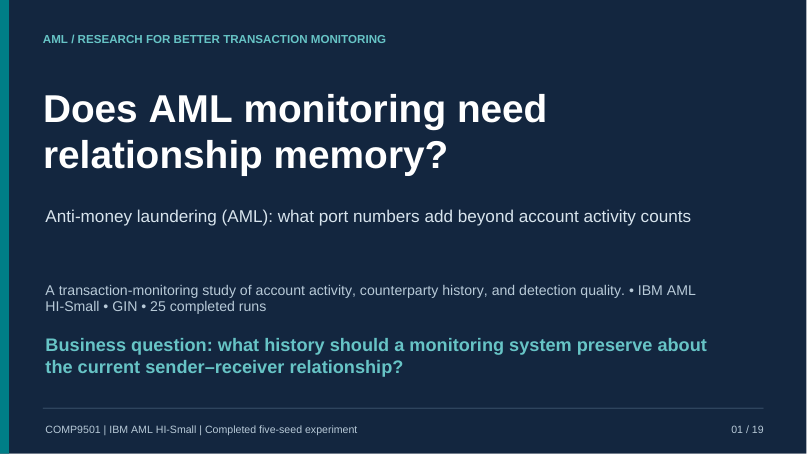 AML / RESEARCH FOR BETTER TRANSACTION MONITORING
Does AML monitoring need
relationship memory?
Anti-money laundering (AML): what port numbers add beyond account activity counts
A transaction-monitoring study of account activity, counterparty history, and detection quality. • IBM AML
HI-Small • GIN • 25 completed runs
Business question: what history should a monitoring system preserve about
the current sender–receiver relationship?
COMP9501 | IBM AML HI-Small | Completed five-seed experiment
01 / 19